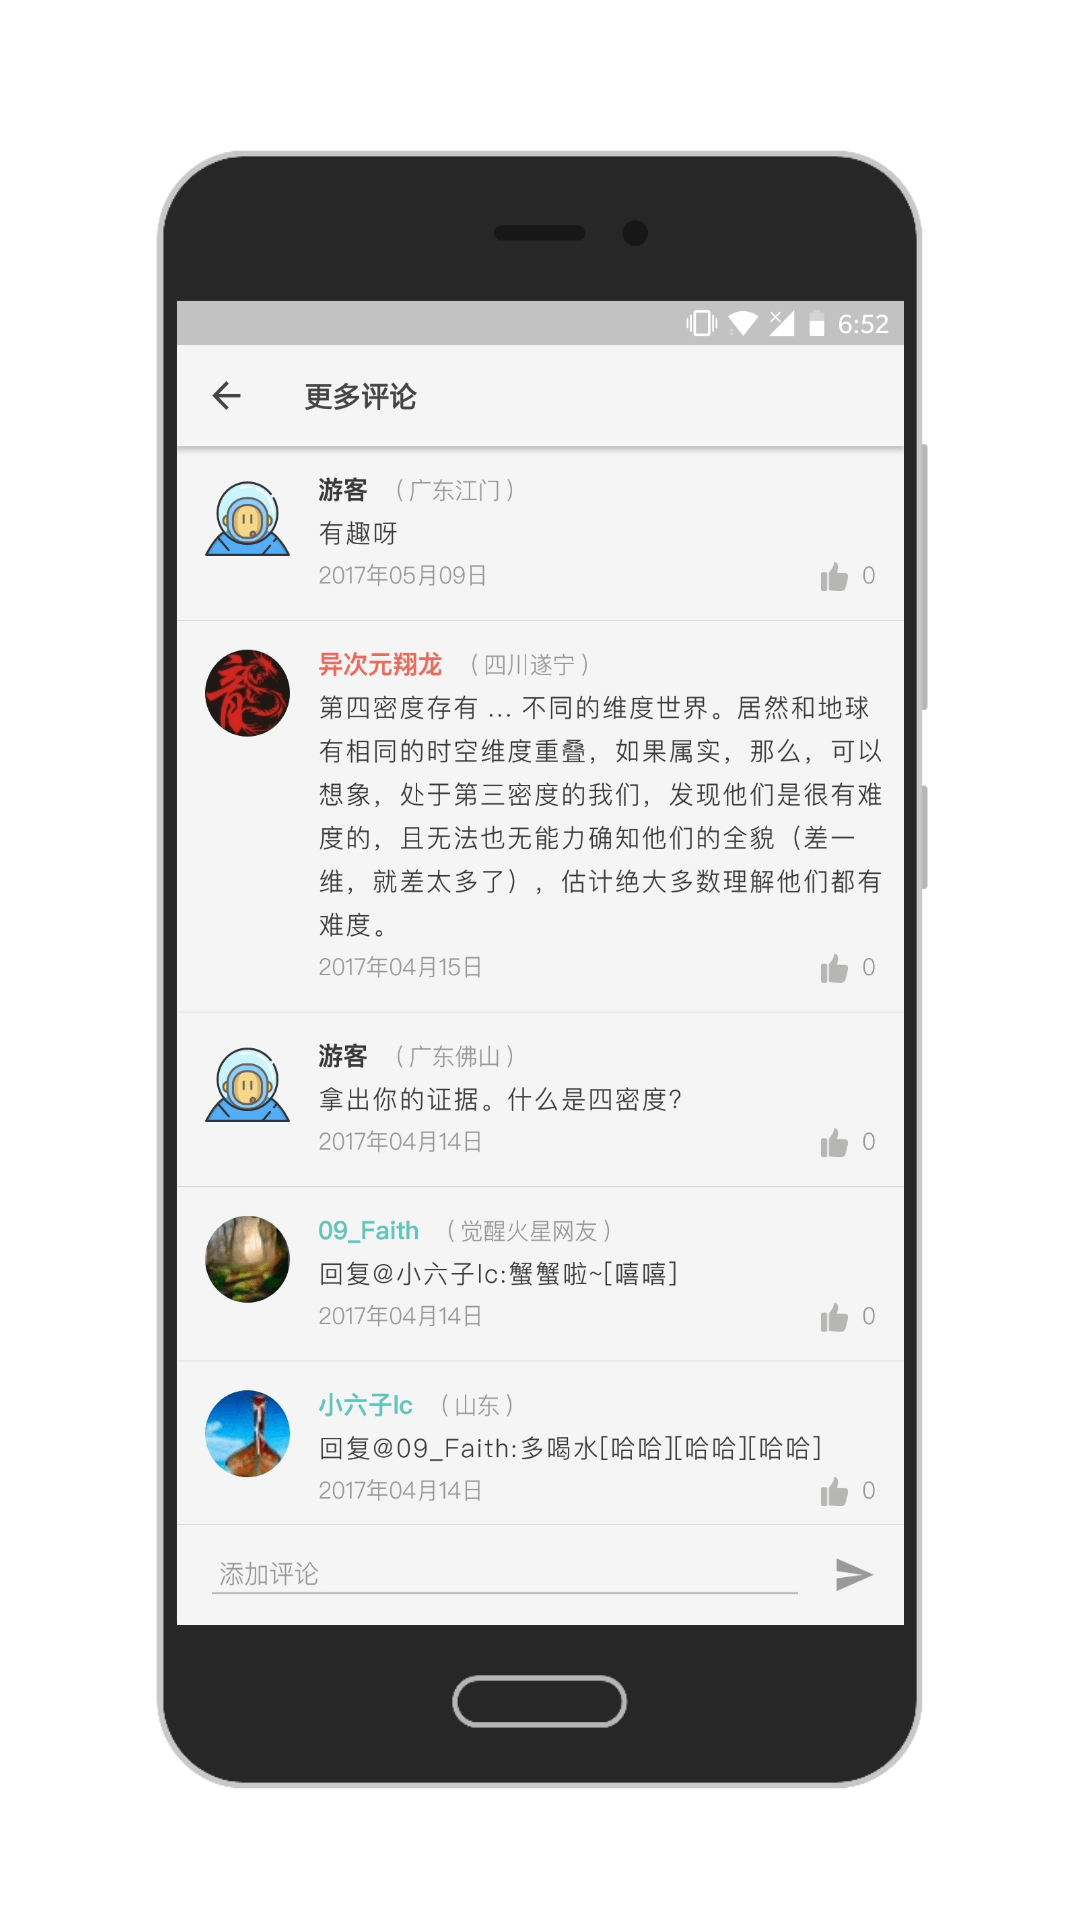 6:52
更多评论
游客 （广东江门）
有趣呀
2017年05月09日 0
异次元翔龙 （四川遂宁）
第四密度存有 ... 不同的维度世界。居然和地球
有相同的时空维度重叠，如果属实，那么，可以
想象，处于第三密度的我们，发现他们是很有难
度的，且无法也无能力确知他们的全貌（差一
维，就差太多了），估计绝大多数理解他们都有
难度。
2017年04月15日 0
游客 （广东佛山）
拿出你的证据。什么是四密度？
2017年04月14日 0
09_Faith （觉醒火星网友）
回复@小六子lc:蟹蟹啦~[嘻嘻]
2017年04月14日 0
小六子lc （山东）
回复@09_Faith:多喝水[哈哈][哈哈][哈哈]
2017年04月14日 0
添加评论